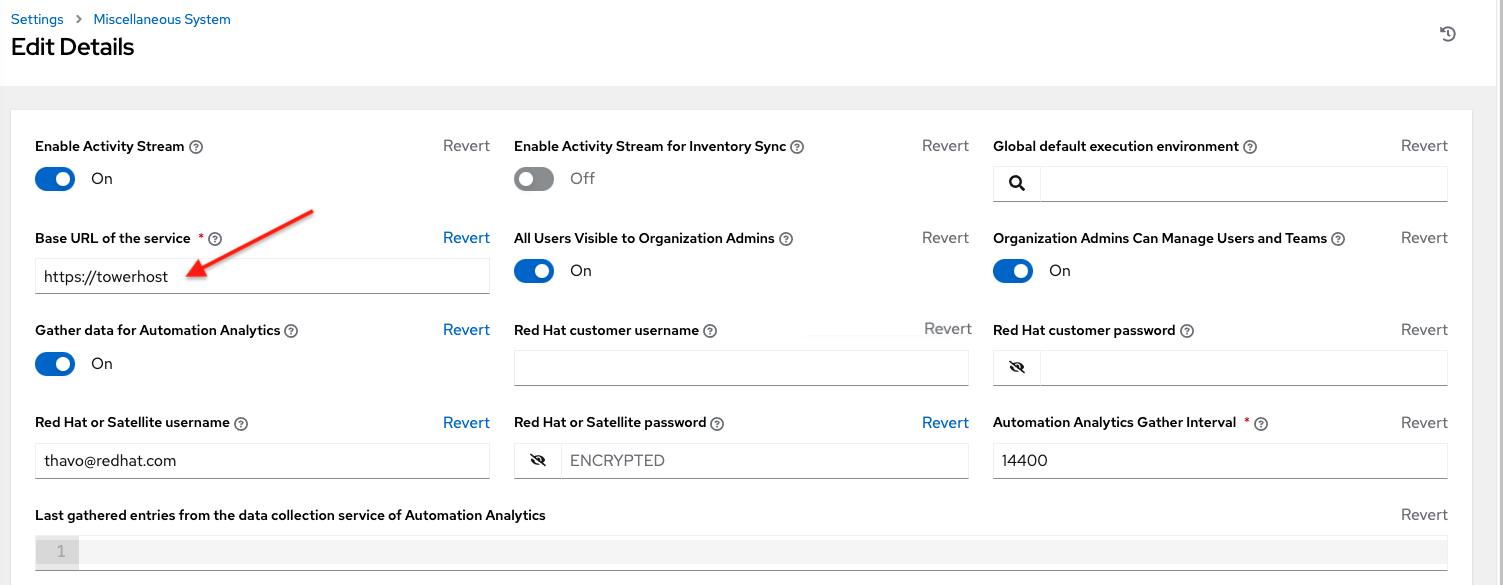 Settings > Miscellaneous System
Edit Details
Enable Activity Stream Revert
On
Enable Activity Stream for Inventory Sync Revert
Off
Global default execution environment Revert
Base URL of the service * Revert
https://towerhost
All Users Visible to Organization Admins Revert
On
Organization Admins Can Manage Users and Teams Revert
On
Gather data for Automation Analytics Revert
On
Red Hat customer username Revert
Red Hat customer password Revert
Red Hat or Satellite username Revert
thavo@redhat.com
Red Hat or Satellite password Revert
ENCRYPTED
Automation Analytics Gather Interval * Revert
14400
Last gathered entries from the data collection service of Automation Analytics Revert
1